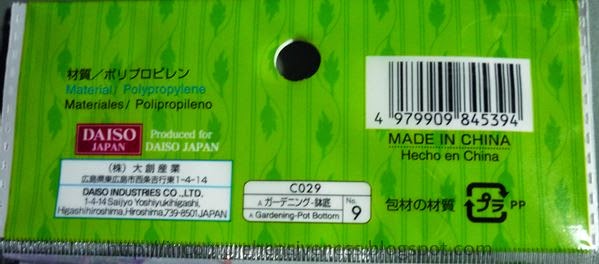 材質／ポリプロピレン
Material/ Polypropylene
Materiales/ Polipropileno
DAISO JAPAN
Produced for
DAISO JAPAN
（株）大創産業
広島県東広島市西条吉行東1-4-14
DAISO INDUSTRIES CO.,LTD.
1-4-14 Saijyo Yoshiyukihigashi,
Higashihiroshima,Hiroshima,739-8501JAPAN
C029
A ガーデニング-鉢底
A Gardening-Pot Bottom
No.
9
4 979909 845394
MADE IN CHINA
Hecho en China
包材の材質
プラ
PP